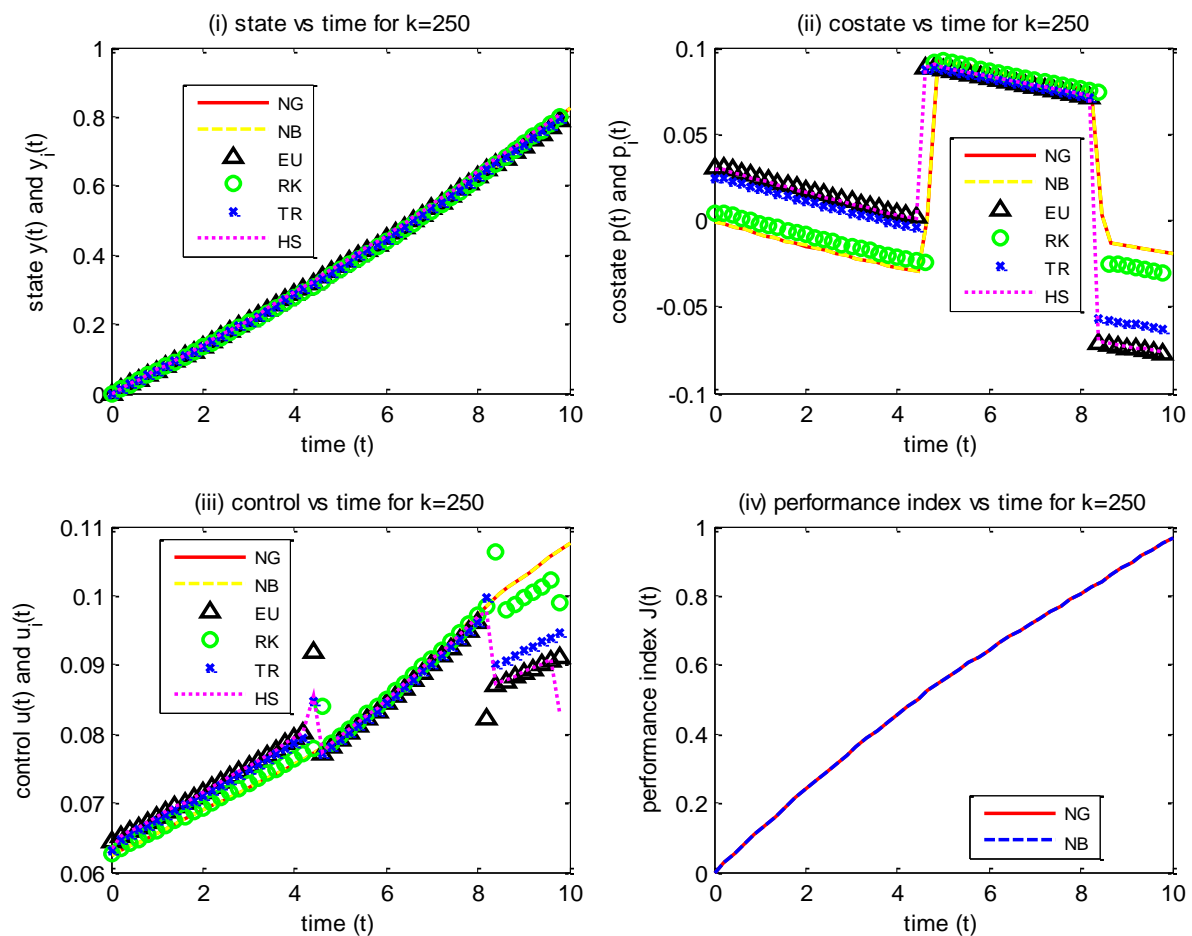 (i) state vs time for k=250
state y(t) and y_i(t)
1
0.8
0.6
0.4
0.2
0
0
2
4
6
8
10
time (t)
NG
NB
EU
RK
TR
HS
(ii) costate vs time for k=250
costate p(t) and p_i(t)
0.1
0.05
0
-0.05
-0.1
0
2
4
6
8
10
time (t)
NG
NB
EU
RK
TR
HS
(iii) control vs time for k=250
control u(t) and u_i(t)
0.11
0.1
0.09
0.08
0.07
0.06
0
2
4
6
8
10
time (t)
NG
NB
EU
RK
TR
HS
(iv) performance index vs time for k=250
performance index J(t)
1
0.8
0.6
0.4
0.2
0
0
2
4
6
8
10
time (t)
NG
NB